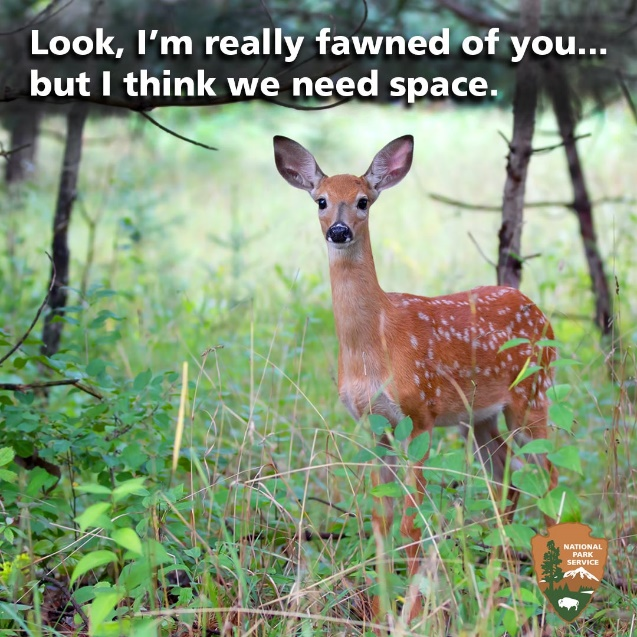 Look, I'm really fawned of you...
but I think we need space.
NATIONAL
PARK
SERVICE